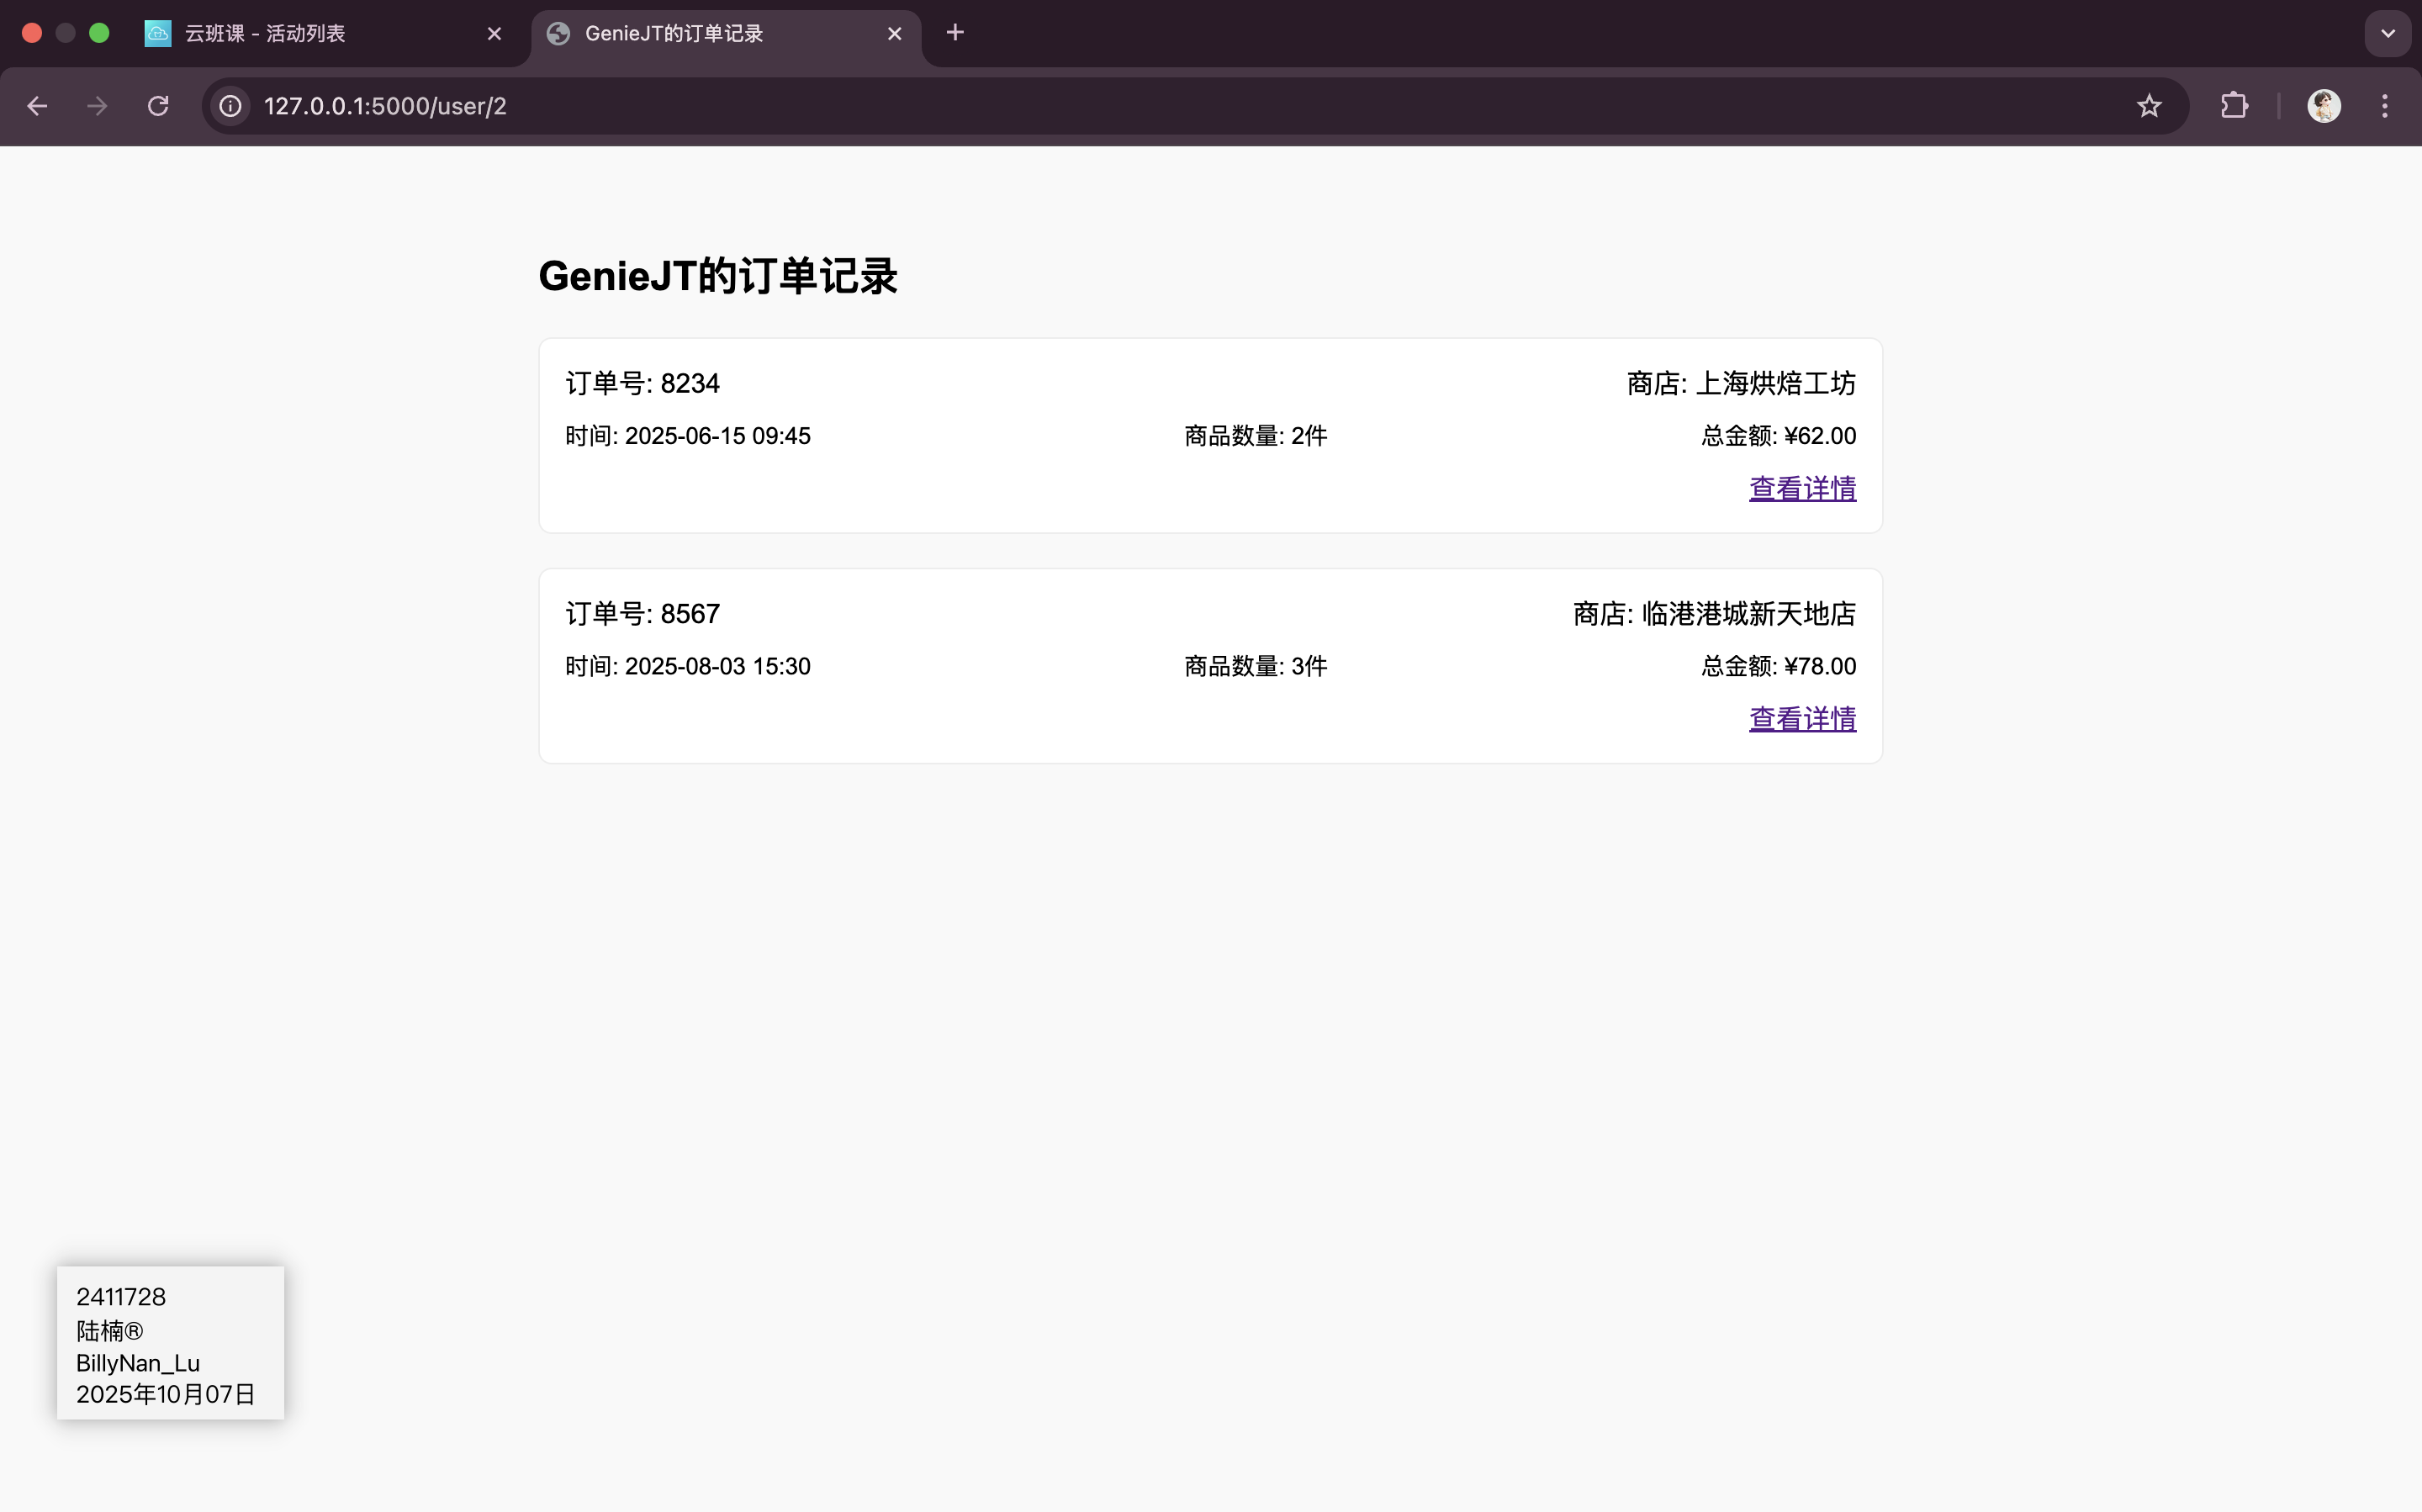 云班课 - 活动列表
GenieJT的订单记录
127.0.0.1:5000/user/2
GenieJT的订单记录
订单号: 8234
商店: 上海烘焙工坊
时间: 2025-06-15 09:45
商品数量: 2件
总金额: ¥62.00
查看详情
订单号: 8567
商店: 临港港城新天地店
时间: 2025-08-03 15:30
商品数量: 3件
总金额: ¥78.00
查看详情
2411728
陆楠®
BillyNan_Lu
2025年10月07日